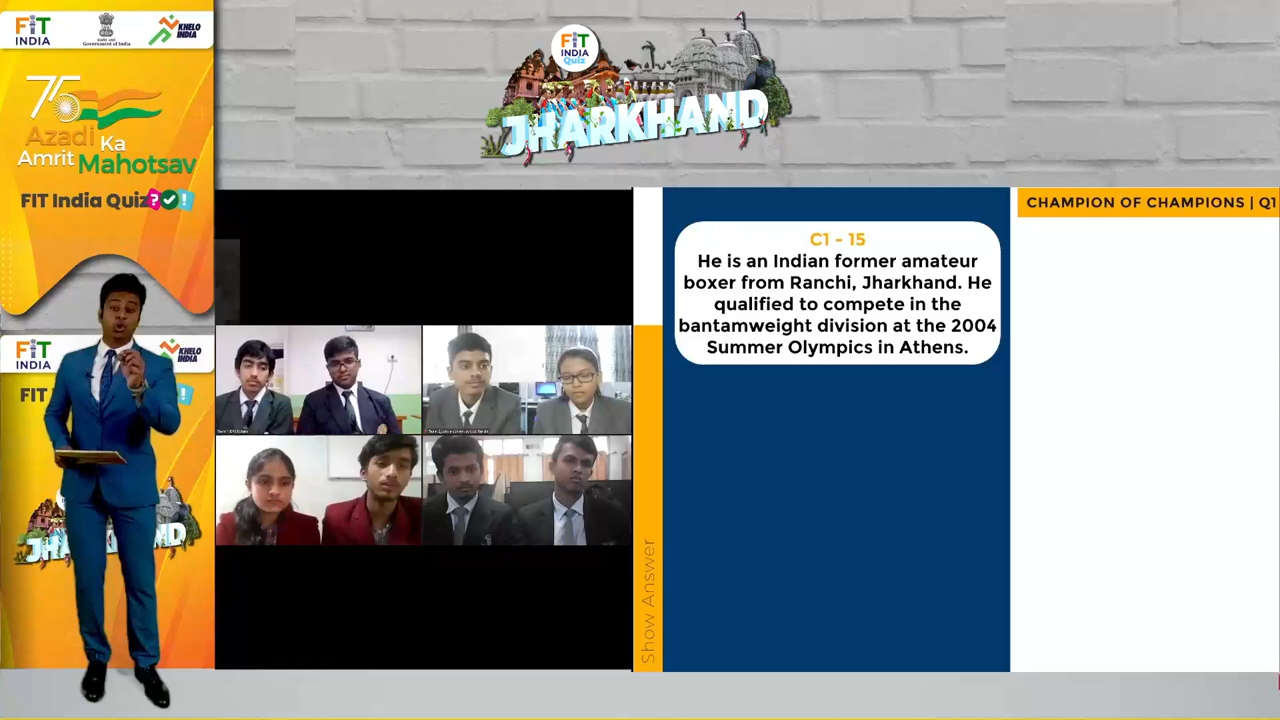 FiT
INDIA
Government of India
KHELO
INDIA
75
Azadi Ka
Amrit Mahotsav
FIT India Quiz?!
FiT
INDIA
KHELO
INDIA
FIT
JHARKHAND
FiT
INDIA
Quiz
JHARKHAND
Show Answer
C1 - 15
He is an Indian former amateur
boxer from Ranchi, Jharkhand. He
qualified to compete in the
bantamweight division at the 2004
Summer Olympics in Athens.
CHAMPION OF CHAMPIONS | Q1